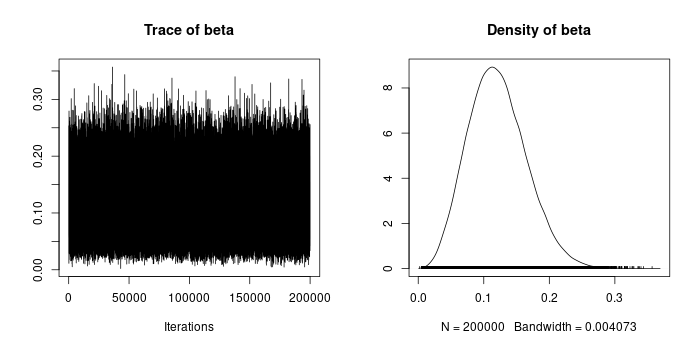 Trace of beta
0.00 0.10 0.20 0.30
0 50000 100000 150000 200000
Iterations
Density of beta
0 2 4 6 8
0.0 0.1 0.2 0.3
N = 200000 Bandwidth = 0.004073